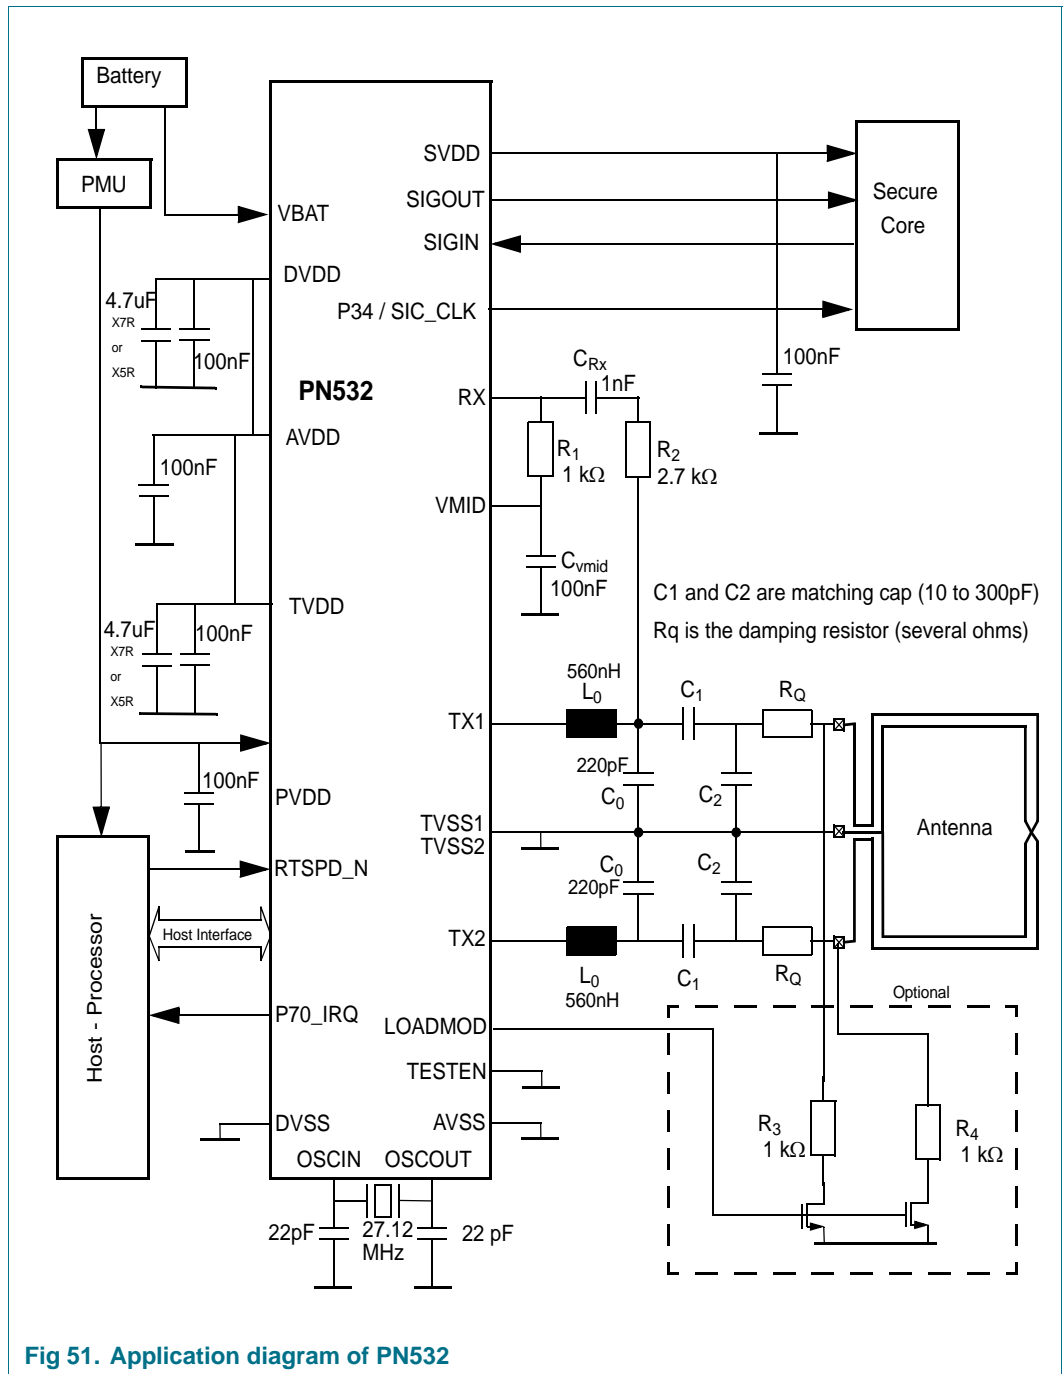 Battery
PMU
VBAT
SVDD
SIGOUT
SIGIN
Secure
Core
DVDD
P34 / SIC_CLK
4.7uF
X7R
or
X5R
100nF
PN532
RX
CRx
1nF
100nF
AVDD
100nF
R1
1 kΩ
R2
2.7 kΩ
VMID
Cvmid
100nF
C1 and C2 are matching cap (10 to 300pF)
Rq is the damping resistor (several ohms)
TVDD
4.7uF
X7R
or
X5R
100nF
560nH
L0
C1
RQ
TX1
220pF
C0
C2
100nF
PVDD
TVSS1
TVSS2
Antenna
RTSPD_N
C0
220pF
C2
Host Interface
Host - Processor
TX2
L0
560nH
C1
RQ
Optional
P70_IRQ
LOADMOD
TESTEN
DVSS
AVSS
R3
1 kΩ
R4
1 kΩ
OSCIN
OSCOUT
22pF
27.12
MHz
22 pF
Fig 51. Application diagram of PN532